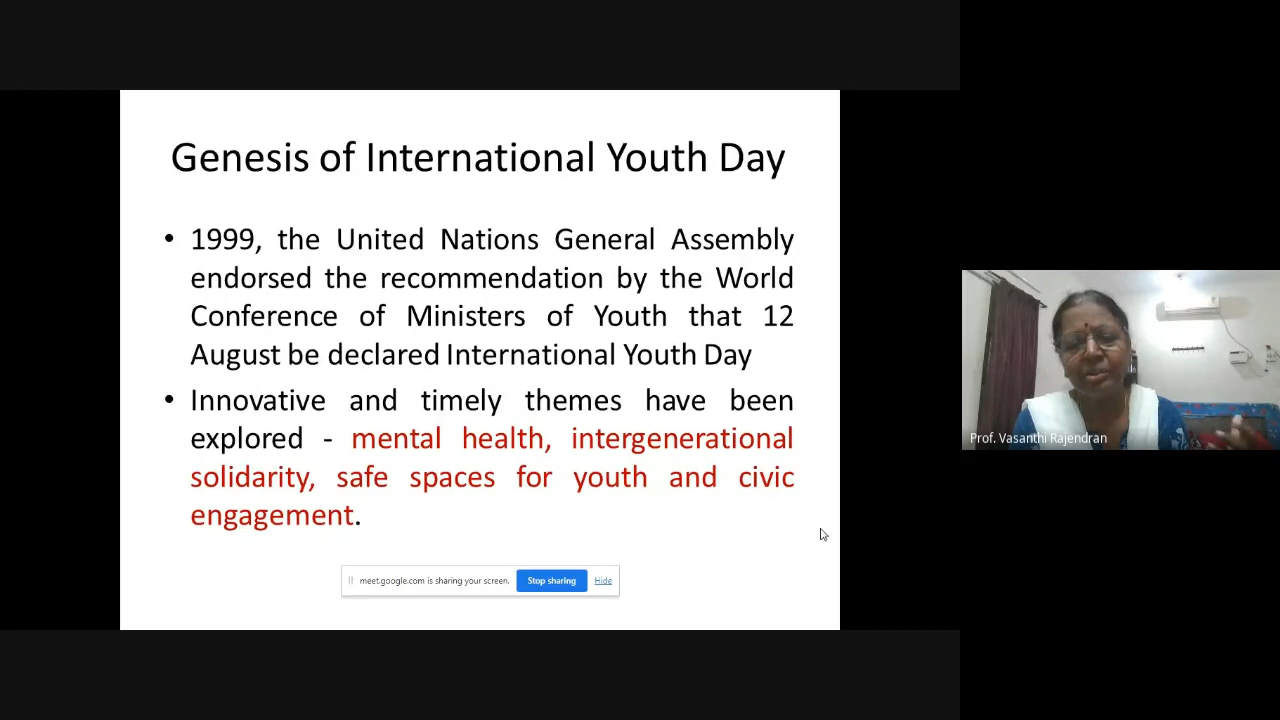 Genesis of International Youth Day
• 1999, the United Nations General Assembly
endorsed the recommendation by the World
Conference of Ministers of Youth that 12
August be declared International Youth Day
• Innovative and timely themes have been
explored - mental health, intergenerational
solidarity, safe spaces for youth and civic
engagement.
meet.google.com is sharing your screen. Stop sharing Hide
Prof. Vasanthi Rajendran